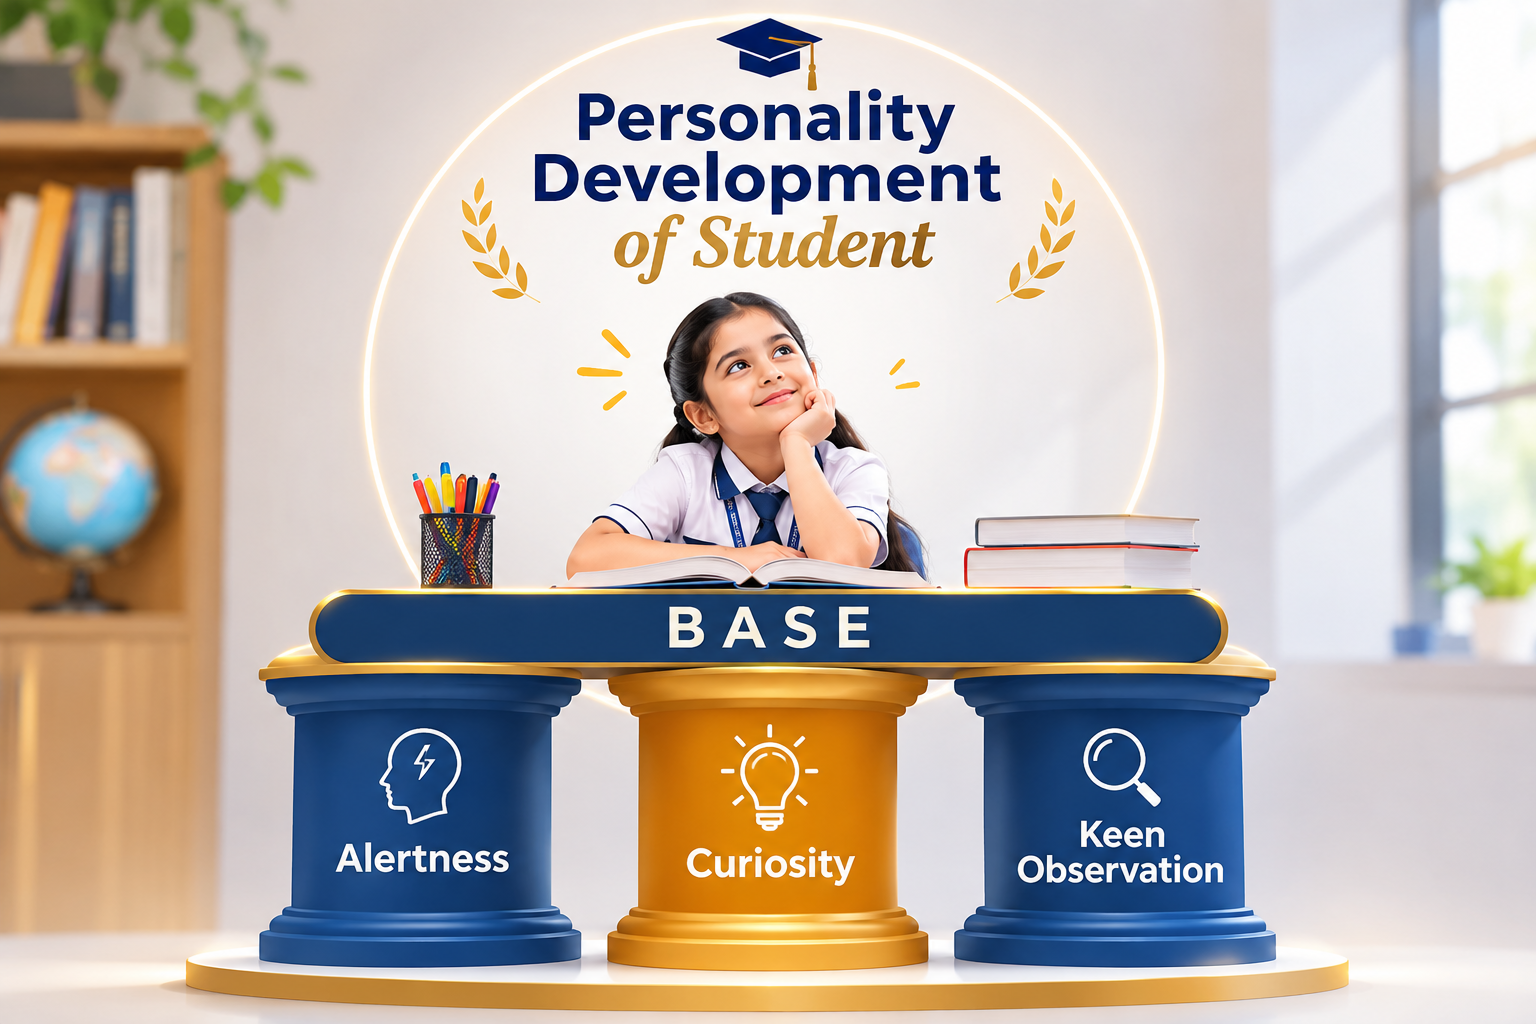 Personality
Development
of Student
BASE
Alertness
Curiosity
Keen
Observation